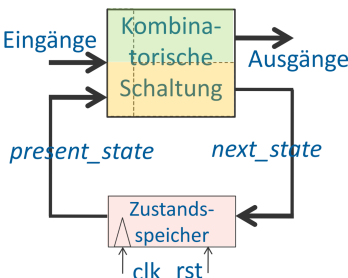 Kombina-
torische
Schaltung
Eingänge
Ausgänge
present_state
next_state
Zustands-
speicher
clk rst